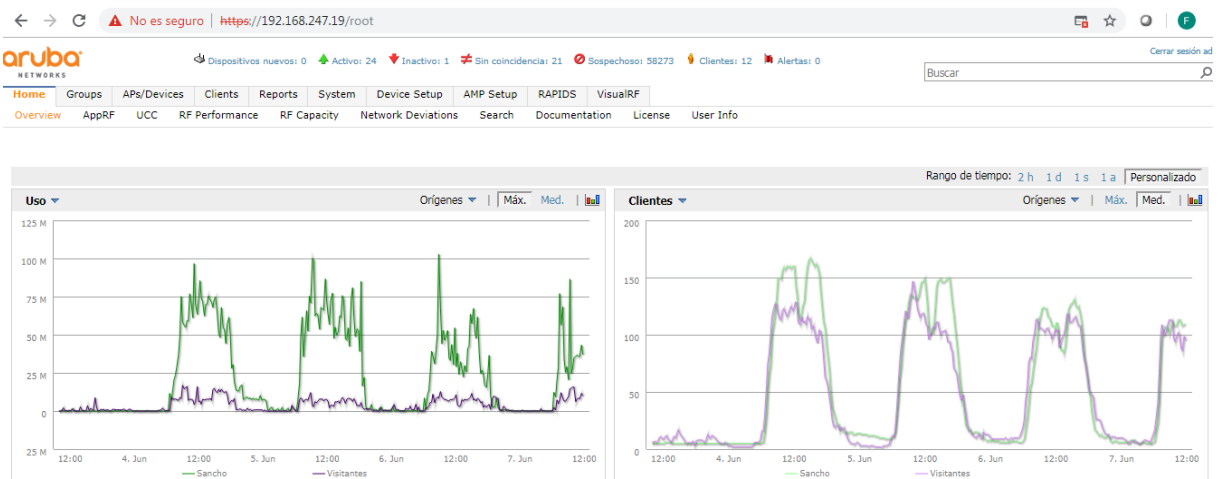 No es seguro | https://192.168.247.19/root
F
aruba
NETWORKS
Dispositivos nuevos: 0 Activo: 24 Inactivo: 1 Sin coincidencia: 21 Sospechoso: 58273 Clientes: 12 Alertas: 0
Cerrar sesión ad
Buscar
Home Groups APs/Devices Clients Reports System Device Setup AMP Setup RAPIDS VisualRF
Overview AppRF UCC RF Performance RF Capacity Network Deviations Search Documentation License User Info
Rango de tiempo: 2 h 1 d 1 s 1 a Personalizado
Uso Orígenes | Máx. Med. |
125 M
100 M
75 M
50 M
25 M
0
25 M
12:00 4. Jun 12:00 5. Jun 12:00 6. Jun 12:00 7. Jun 12:00
Sancho Visitantes
Clientes Orígenes | Máx. Med. |
200
150
100
50
0
12:00 4. Jun 12:00 5. Jun 12:00 6. Jun 12:00 7. Jun 12:00
Sancho Visitantes